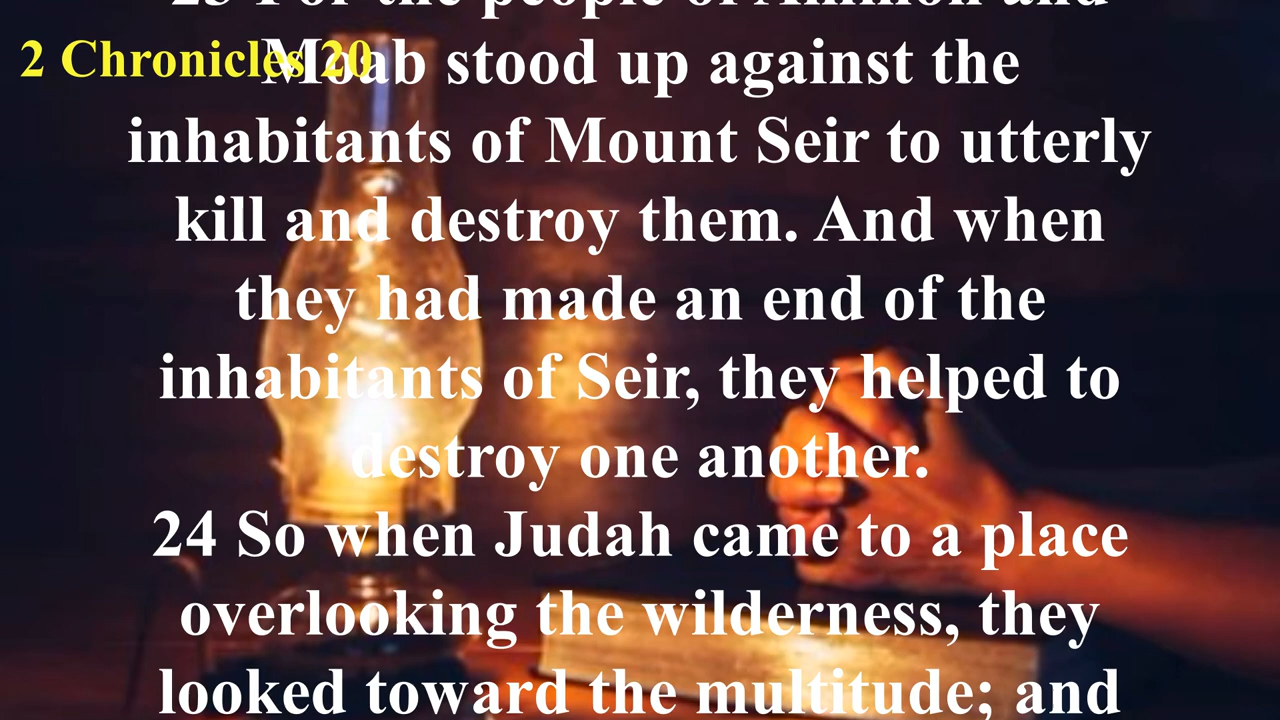 23 For the people of Ammon and
2 Chronicles 20
Moab stood up against the
inhabitants of Mount Seir to utterly
kill and destroy them. And when
they had made an end of the
inhabitants of Seir, they helped to
destroy one another.
24 So when Judah came to a place
overlooking the wilderness, they
looked toward the multitude; and